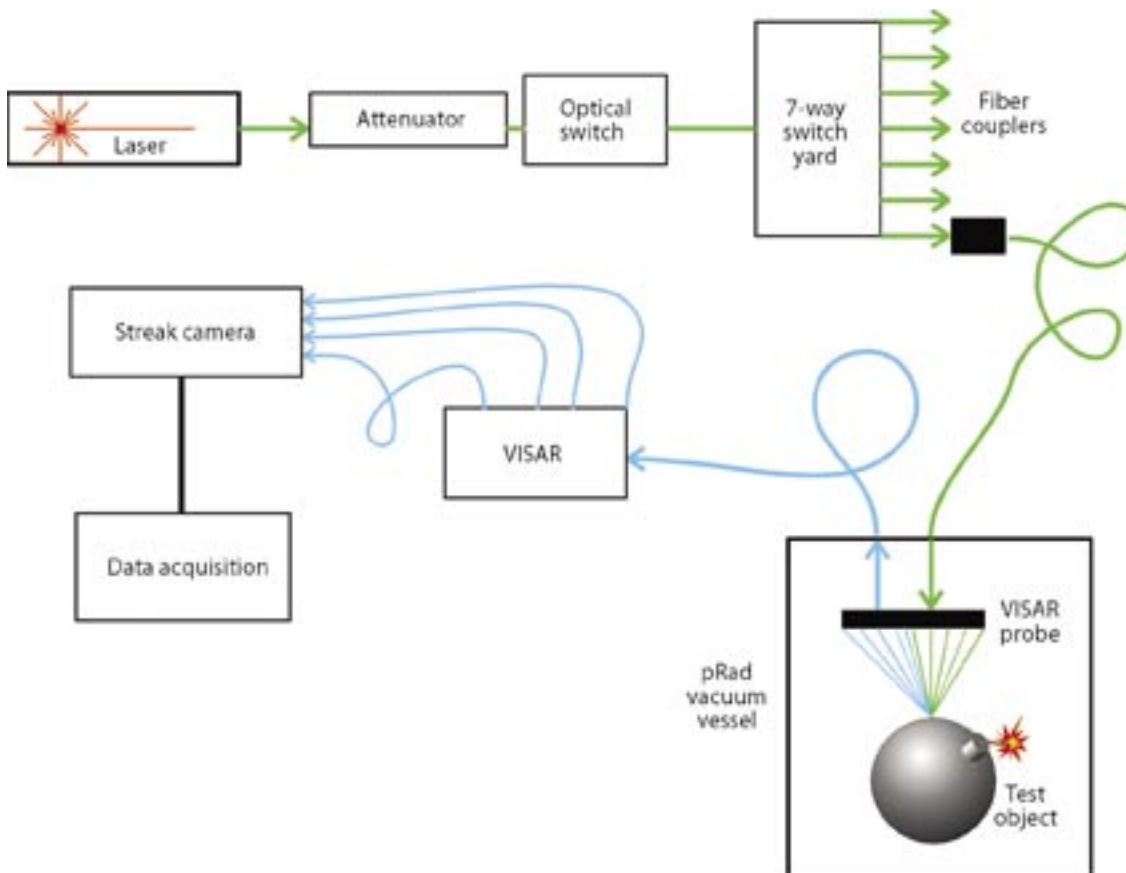 Laser
Attenuator
Optical
switch
7-way
switch
yard
Fiber
couplers
Streak camera
VISAR
Data acquisition
VISAR
probe
pRad
vacuum
vessel
Test
object